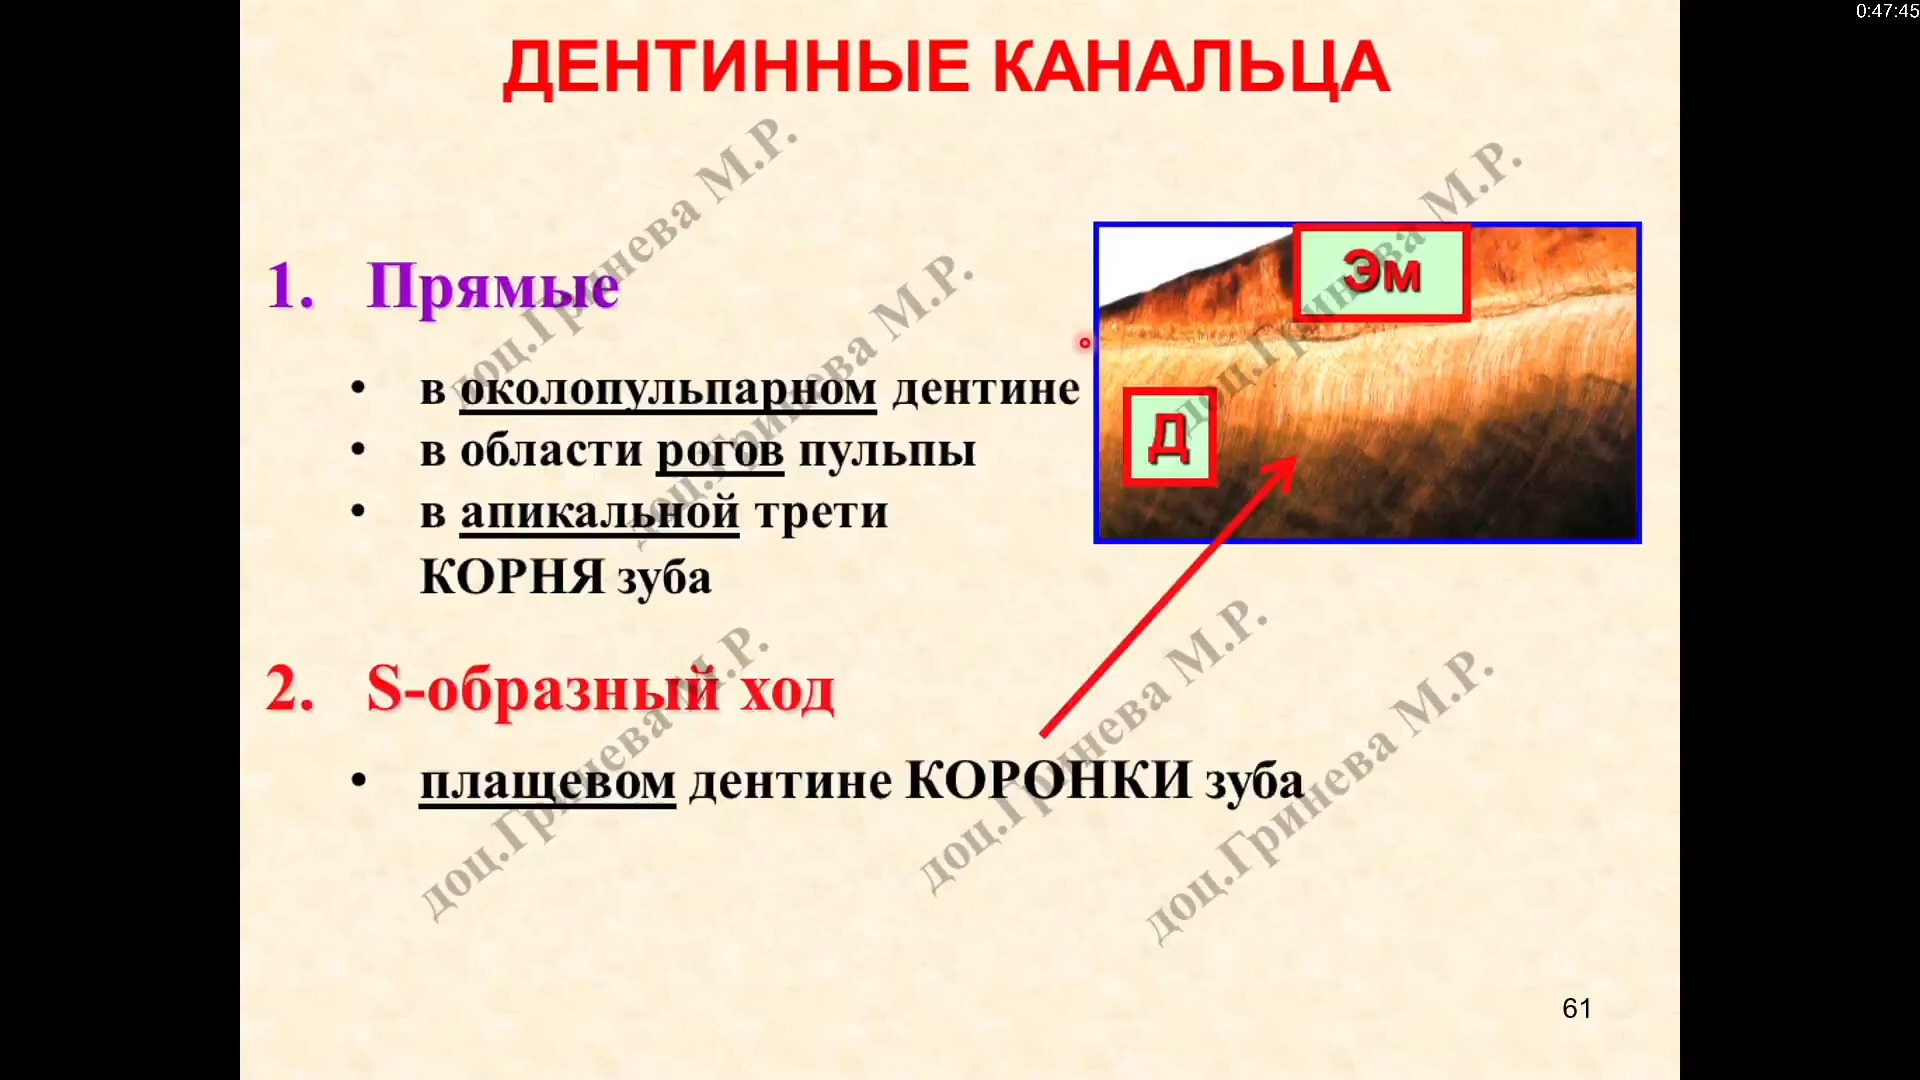 0:47:45
ДЕНТИННЫЕ КАНАЛЬЦА
1. Прямые
• в околопульпарном дентине
• в области рогов пульпы
• в апикальной трети
КОРНЯ зуба
2. S-образный ход
• плащевом дентине КОРОНКИ зуба
Эм
Д
доц.Гринева М.Р.
доц.Гринева М.Р.
доц.Гринева М.Р.
доц.Гринева М.Р.
доц.Гринева М.Р.
доц.Гринева М.Р.
61